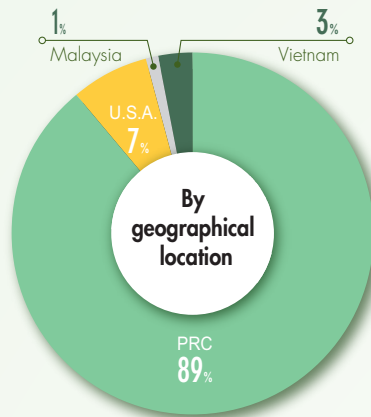 1%
Malaysia
3%
Vietnam
U.S.A.
7%
By
geographical
location
PRC
89%